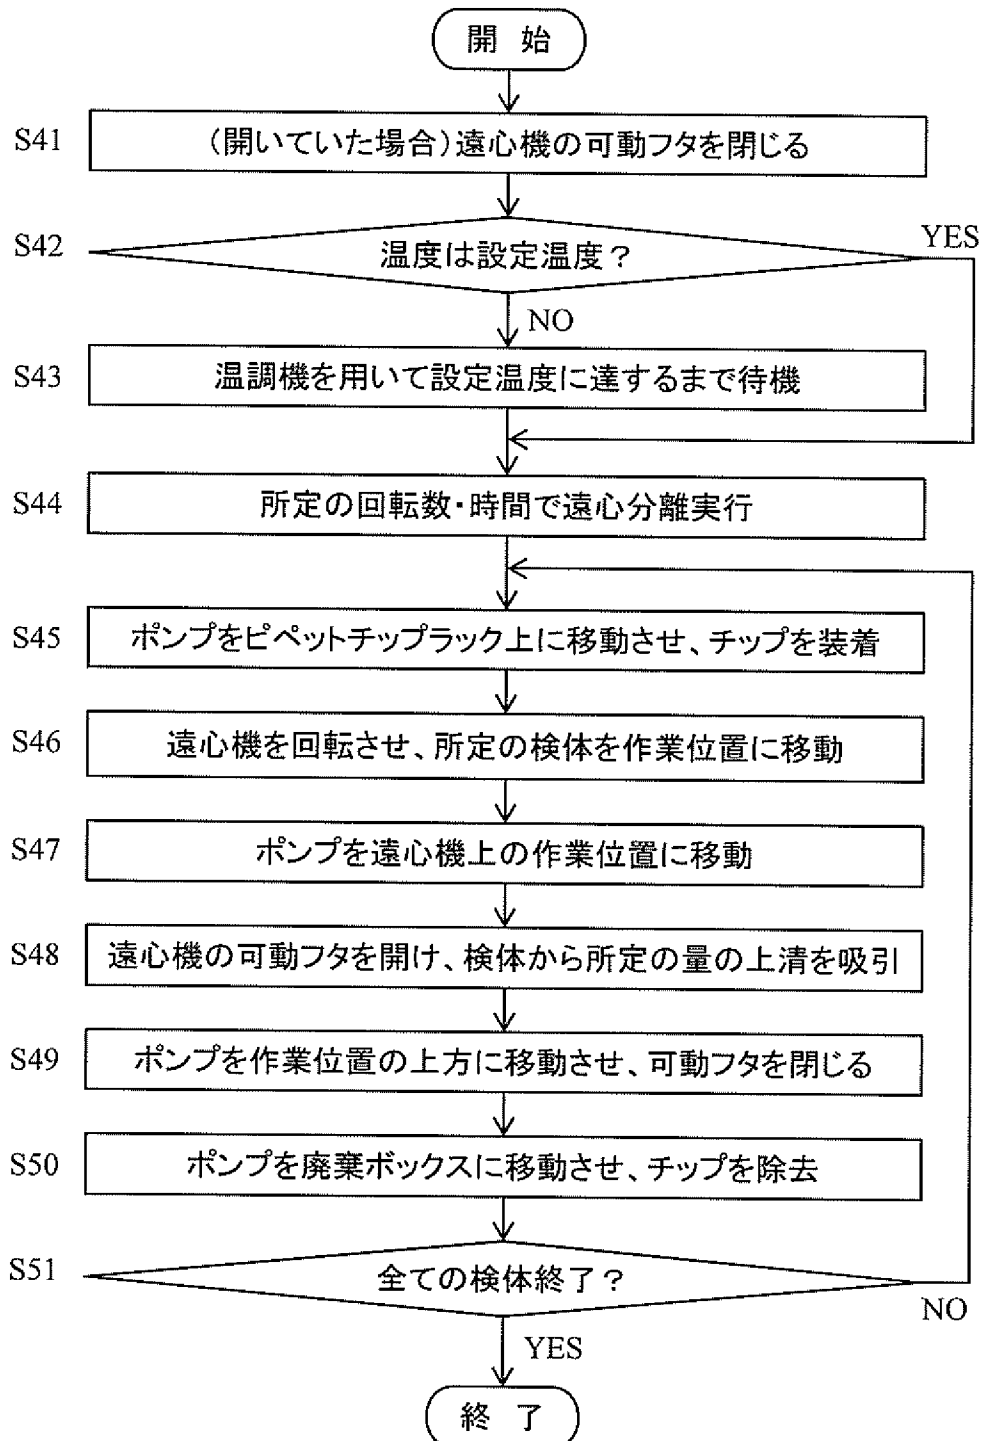 開 始
S41
(開いていた場合)遠心機の可動フタを閉じる
S42
温度は設定温度?
YES
NO
S43
温調機を用いて設定温度に達するまで待機
S44
所定の回転数・時間で遠心分離実行
S45
ポンプをピペットチップラック上に移動させ、チップを装着
S46
遠心機を回転させ、所定の検体を作業位置に移動
S47
ポンプを遠心機上の作業位置に移動
S48
遠心機の可動フタを開け、検体から所定の量の上清を吸引
S49
ポンプを作業位置の上方に移動させ、可動フタを閉じる
S50
ポンプを廃棄ボックスに移動させ、チップを除去
S51
全ての検体終了?
NO
YES
終 了